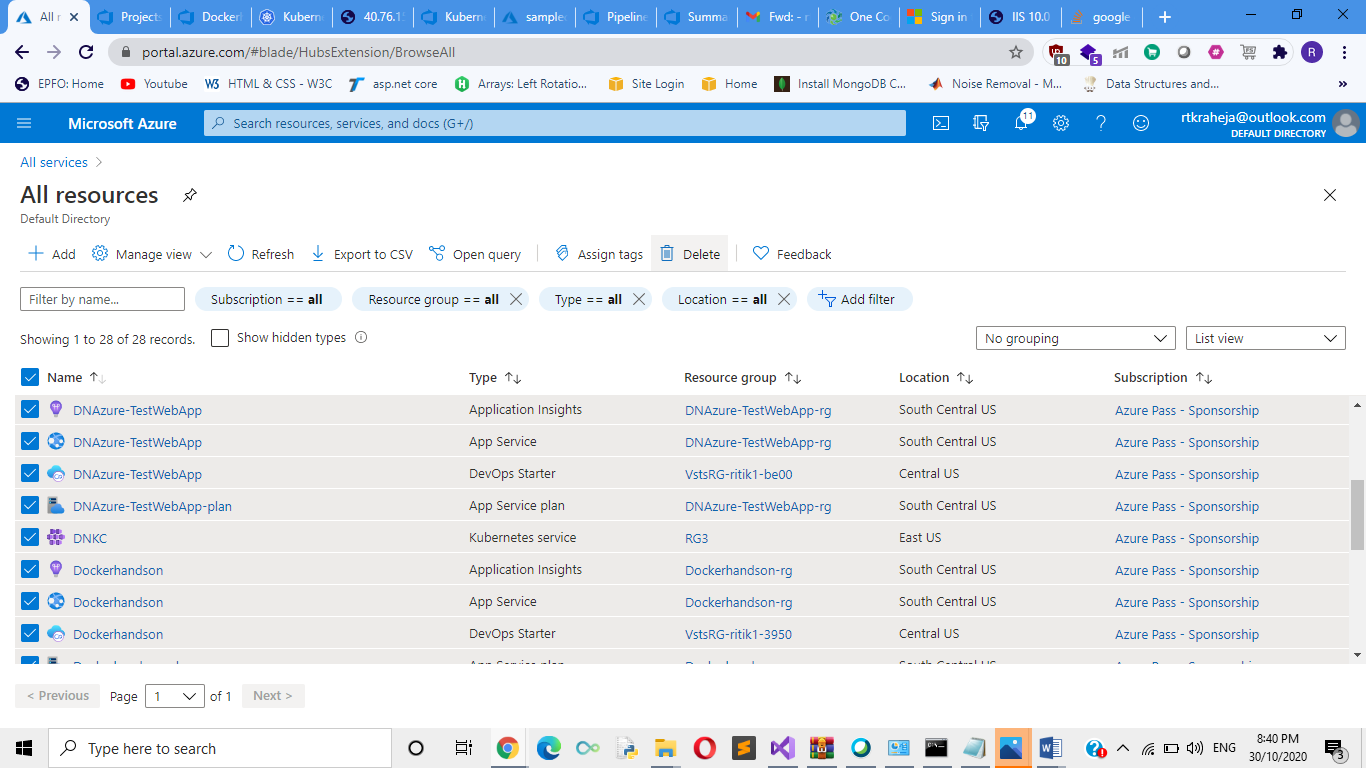 All r
Projects
Dockerh
Kuberne
40.76.15
Kuberne
sample
Pipeline
Summa
Fwd: - r
One Co
Sign in
IIS 10.0
google
portal.azure.com/#blade/HubsExtension/BrowseAll
10
5
R
EPFO: Home
Youtube
HTML & CSS - W3C
asp.net core
Arrays: Left Rotatio...
Site Login
Home
Install MongoDB C...
Noise Removal - M...
Data Structures and...
Microsoft Azure
Search resources, services, and docs (G+/)
11
rtkraheja@outlook.com
DEFAULT DIRECTORY
All services
All resources
Default Directory
Add
Manage view
Refresh
Export to CSV
Open query
Assign tags
Delete
Feedback
Filter by name...
Subscription == all
Resource group == all
Type == all
Location == all
Add filter
Showing 1 to 28 of 28 records.
Show hidden types
No grouping
List view
Name Type Resource group Location Subscription
DNAzure-TestWebApp Application Insights DNAzure-TestWebApp-rg South Central US Azure Pass - Sponsorship
DNAzure-TestWebApp App Service DNAzure-TestWebApp-rg South Central US Azure Pass - Sponsorship
DNAzure-TestWebApp DevOps Starter VstsRG-ritik1-be00 Central US Azure Pass - Sponsorship
DNAzure-TestWebApp-plan App Service plan DNAzure-TestWebApp-rg South Central US Azure Pass - Sponsorship
DNKC Kubernetes service RG3 East US Azure Pass - Sponsorship
Dockerhandson Application Insights Dockerhandson-rg South Central US Azure Pass - Sponsorship
Dockerhandson App Service Dockerhandson-rg South Central US Azure Pass - Sponsorship
Dockerhandson DevOps Starter VstsRG-ritik1-3950 Central US Azure Pass - Sponsorship
< Previous
Page 1 of 1
Next >
Type here to search
ENG
8:40 PM
30/10/2020
3